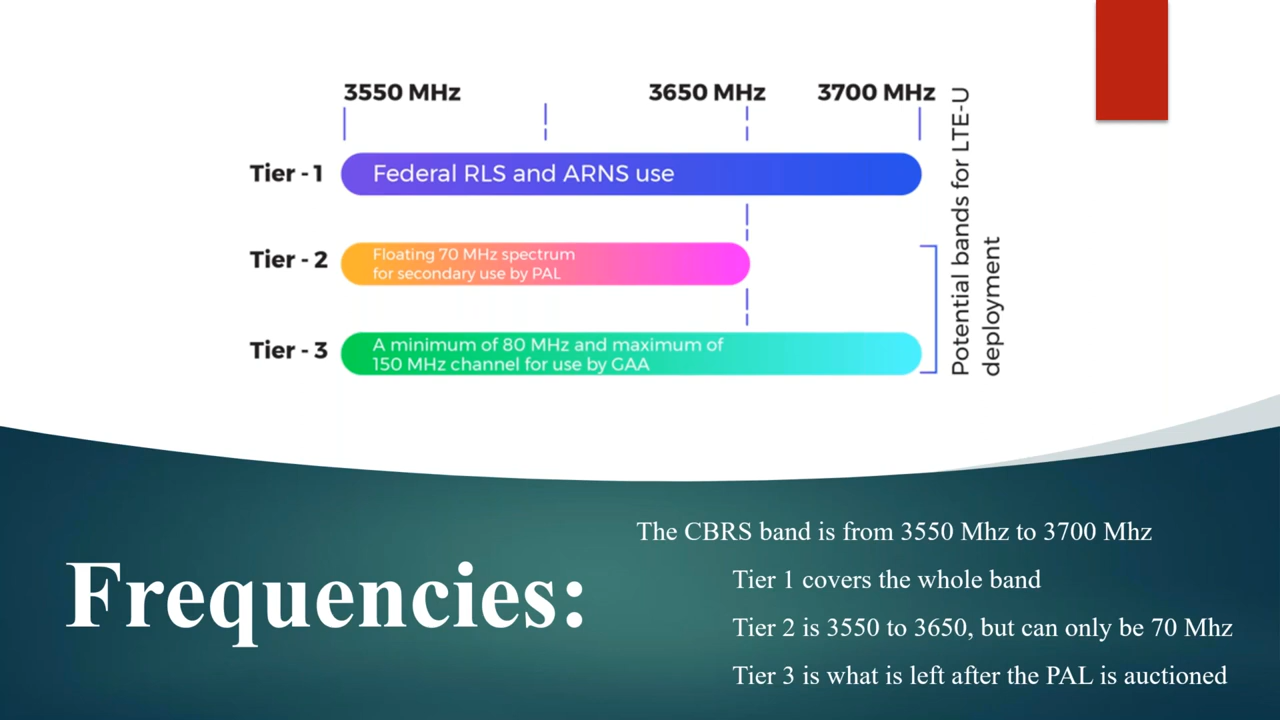 3550 MHz
3650 MHz
3700 MHz
Tier - 1
Federal RLS and ARNS use
Tier - 2
Floating 70 MHz spectrum
for secondary use by PAL
Tier - 3
A minimum of 80 MHz and maximum of
150 MHz channel for use by GAA
Potential bands for LTE-U
deployment
Frequencies:
The CBRS band is from 3550 Mhz to 3700 Mhz
Tier 1 covers the whole band
Tier 2 is 3550 to 3650, but can only be 70 Mhz
Tier 3 is what is left after the PAL is auctioned